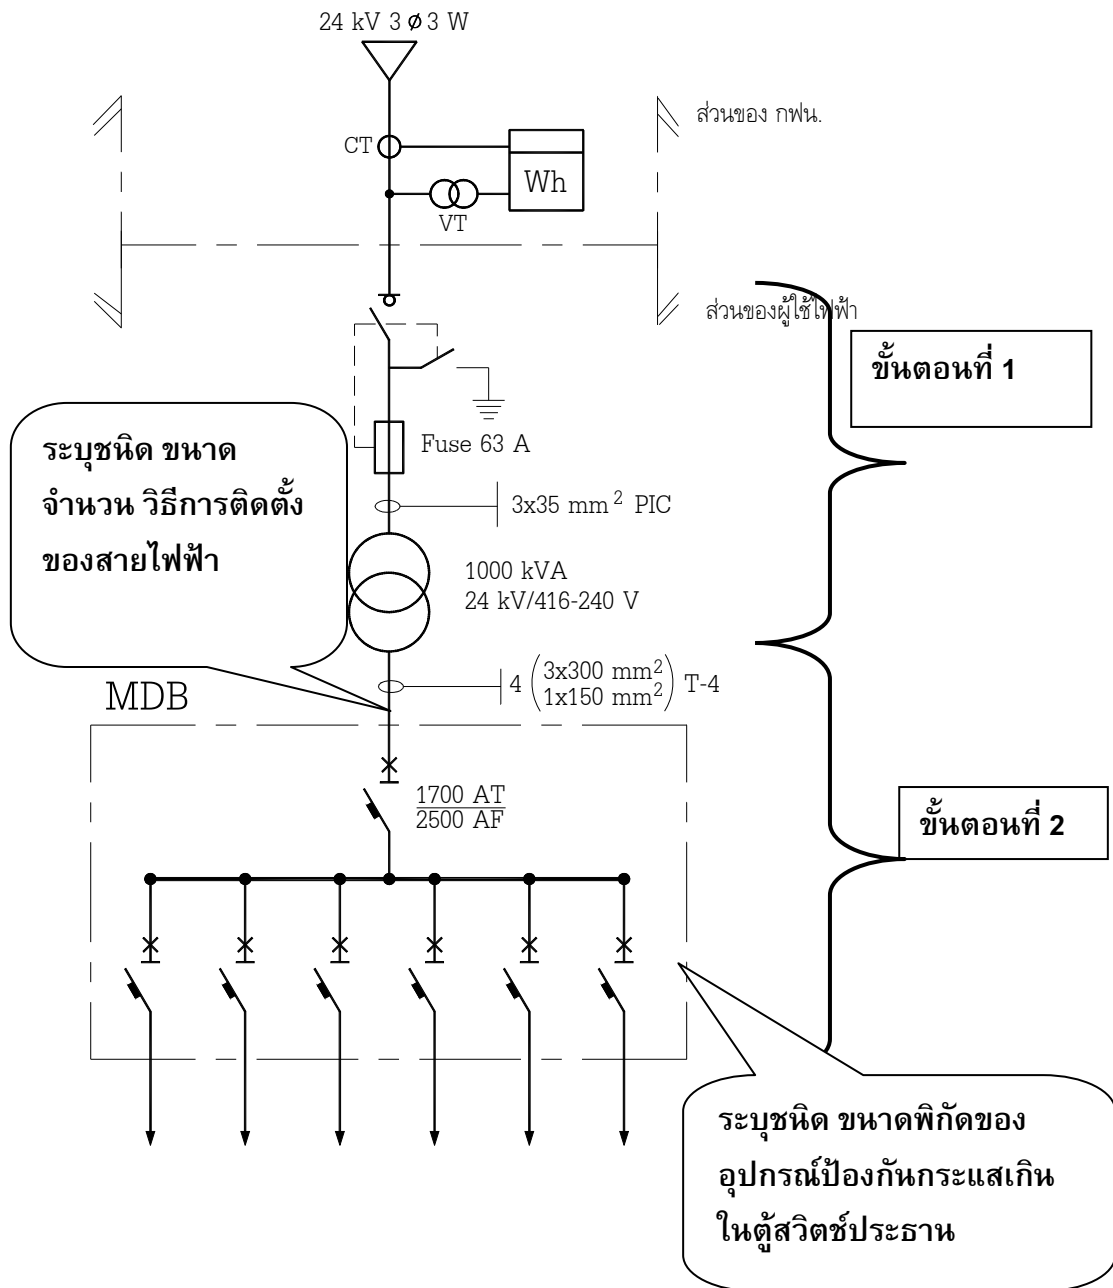 24 kV 3 ø 3 W
ส่วนของ กฟน.
CT
Wh
VT
ส่วนของผู้ใช้ไฟฟ้า
ขั้นตอนที่ 1
ระบุชนิด ขนาด
จำนวน วิธีการติดตั้ง
ของสายไฟฟ้า
Fuse 63 A
3x35 mm² PIC
1000 kVA
24 kV/416-240 V
4 (3x300 mm²
1x150 mm²) T-4
MDB
1700 AT
2500 AF
ขั้นตอนที่ 2
ระบุชนิด ขนาดพิกัดของ
อุปกรณ์ป้องกันกระแสเกิน
ในตู้สวิตช์ประธาน